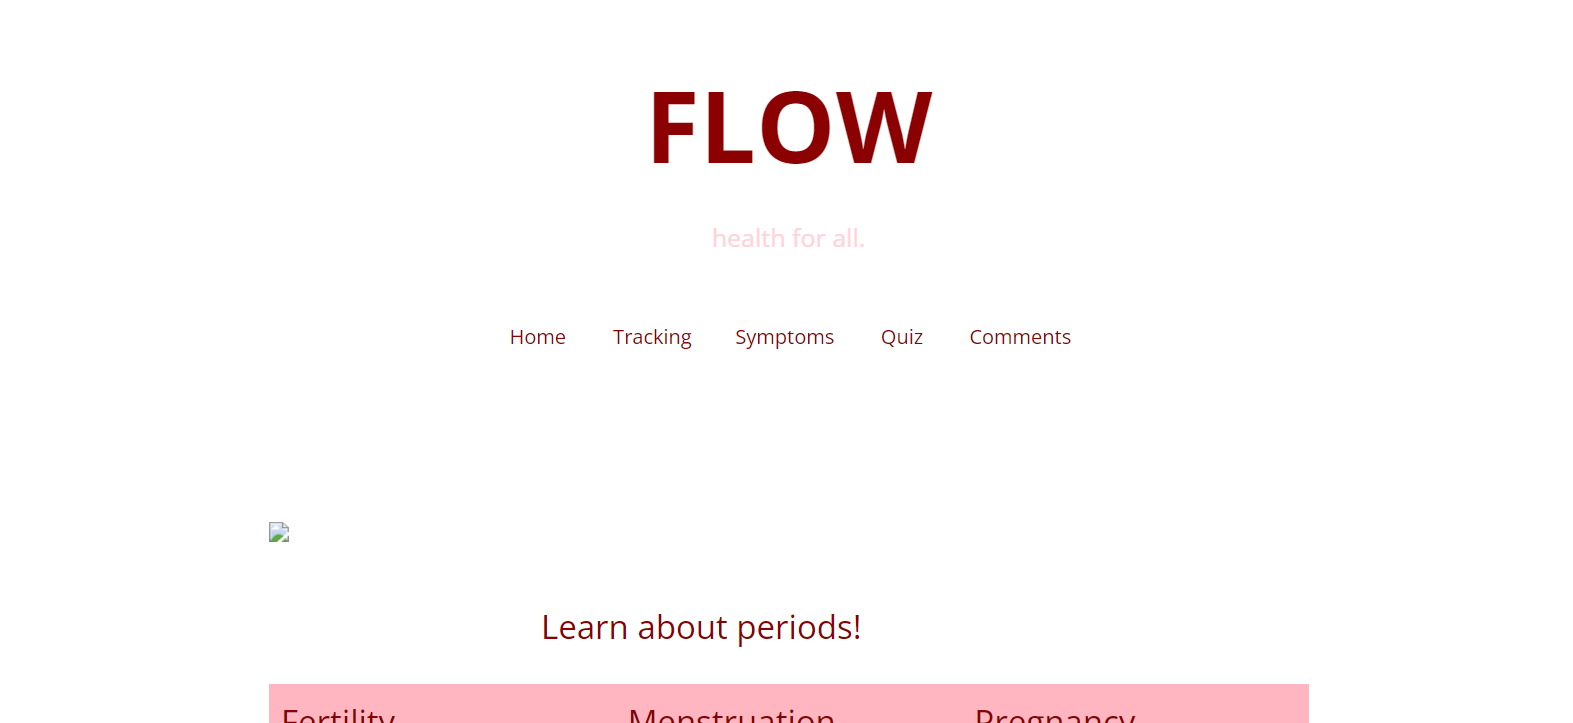 FLOW
health for all.
Home Tracking Symptoms Quiz Comments
Learn about periods!
Fertility Menstruation Pregnancy